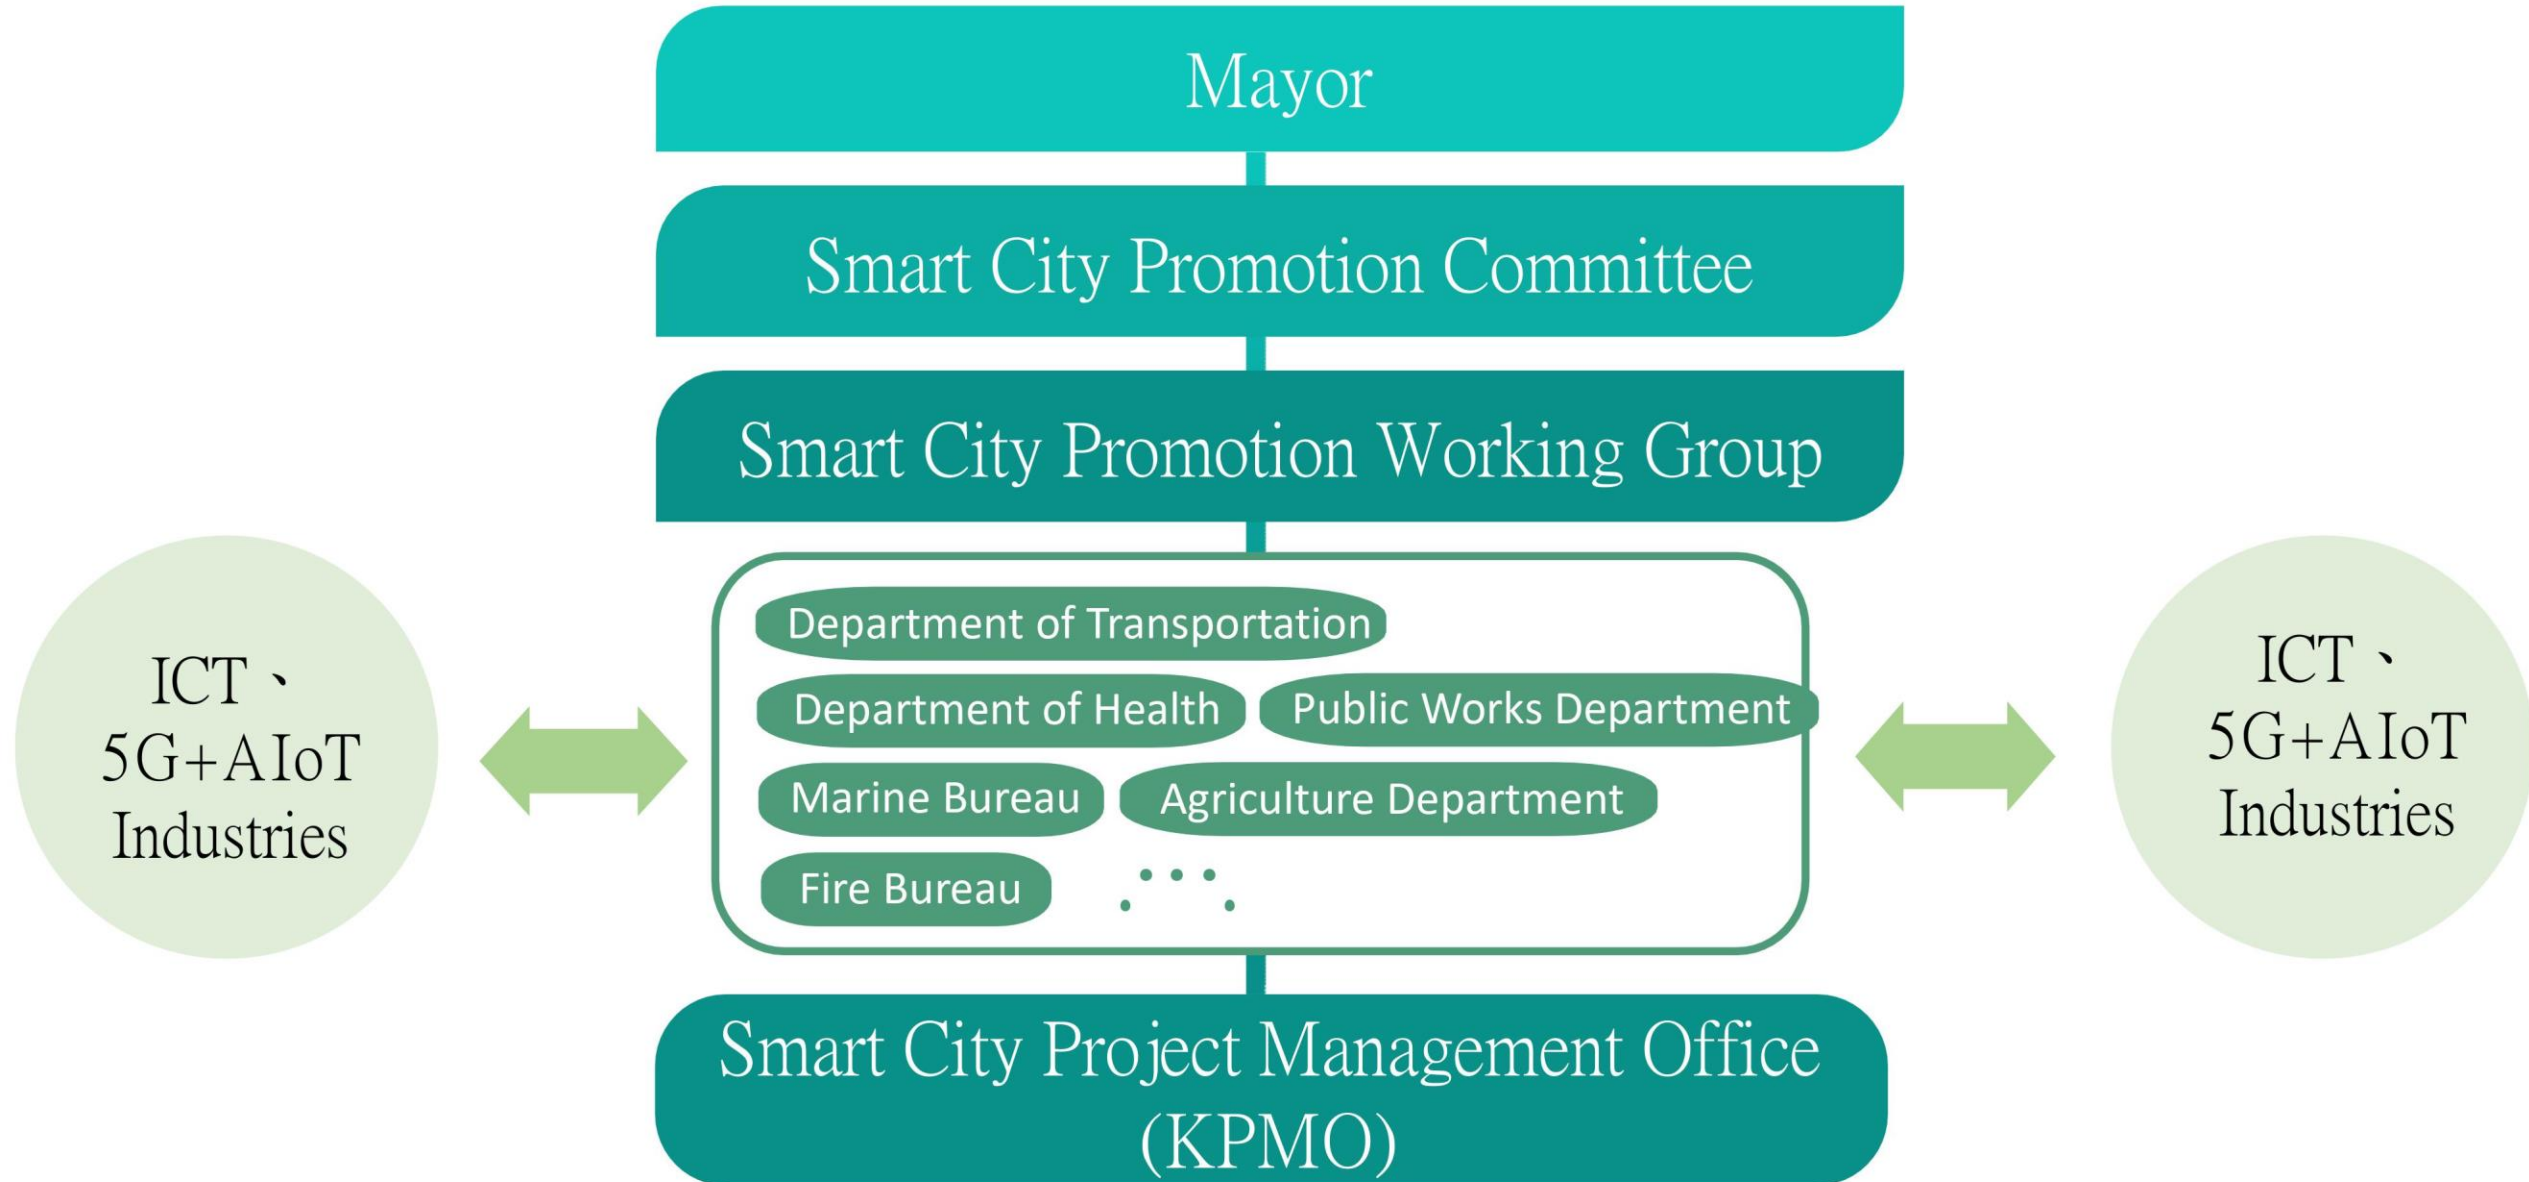 Mayor
Smart City Promotion Committee
Smart City Promotion Working Group
ICT、
5G+AIoT
Industries
Department of Transportation
Department of Health
Public Works Department
Marine Bureau
Agriculture Department
Fire Bureau
ICT、
5G+AIoT
Industries
Smart City Project Management Office
(KPMO)